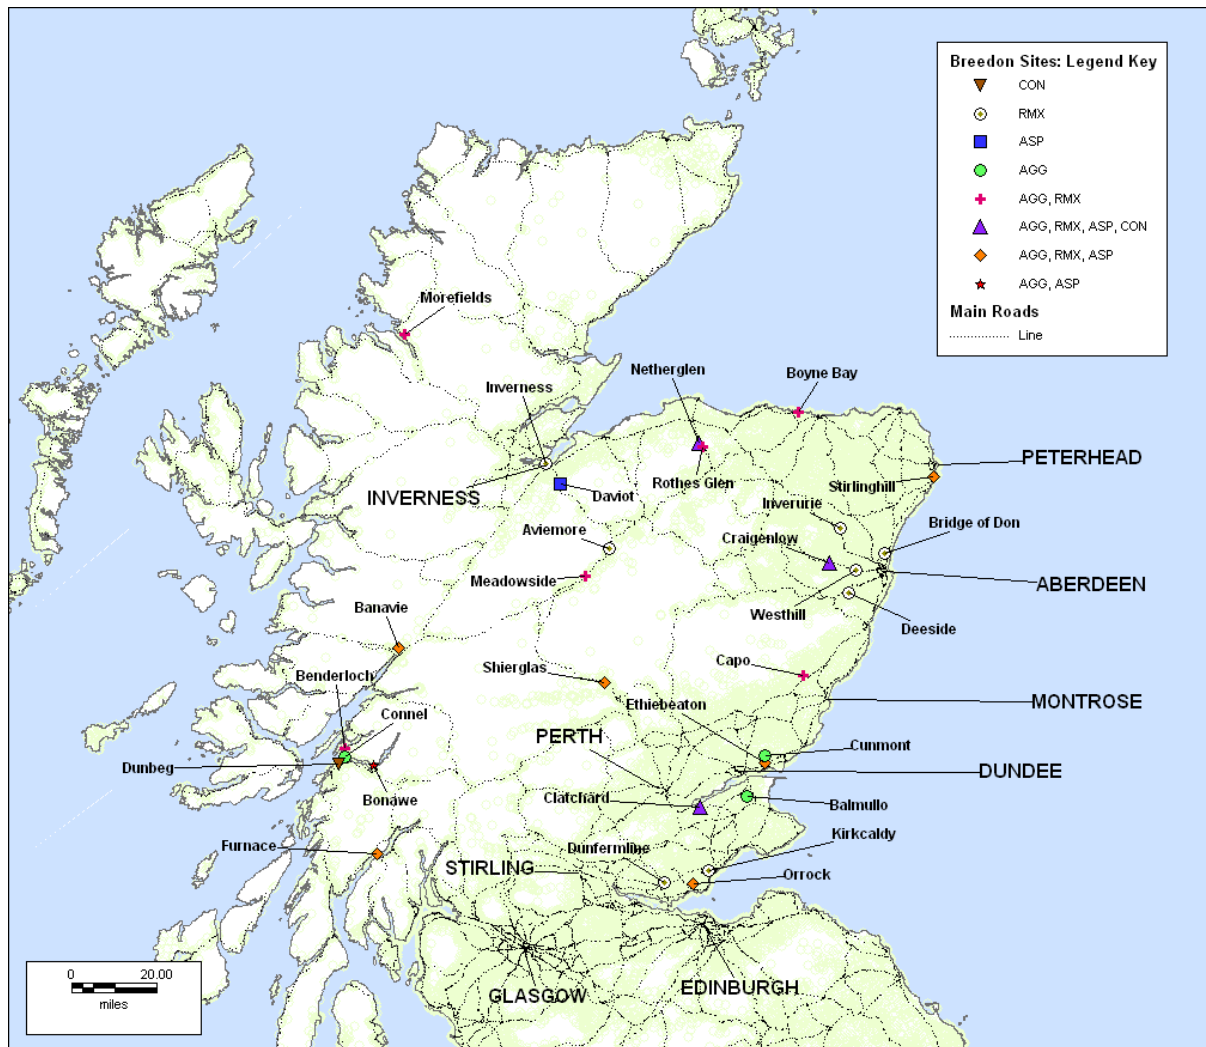 Breedon Sites: Legend Key
CON
RMX
ASP
AGG
AGG, RMX
AGG, RMX, ASP, CON
AGG, RMX, ASP
AGG, ASP
Main Roads
Line
Morefields
Netherglen
Boyne Bay
Inverness
PETERHEAD
INVERNESS
Daviot
Rothes Glen
Stirlinghill
Inverurie
Bridge of Don
Aviemore
Craigenlow
Meadowside
ABERDEEN
Banavie
Westhill
Deeside
Shierglas
Capo
Benderloch
Ethiebeaton
MONTROSE
Connel
PERTH
Cunmont
Dunbeg
DUNDEE
Bonawe
Clatchard
Balmullo
Furnace
Dunfermline
Kirkcaldy
STIRLING
Orrock
0 20.00
miles
GLASGOW
EDINBURGH